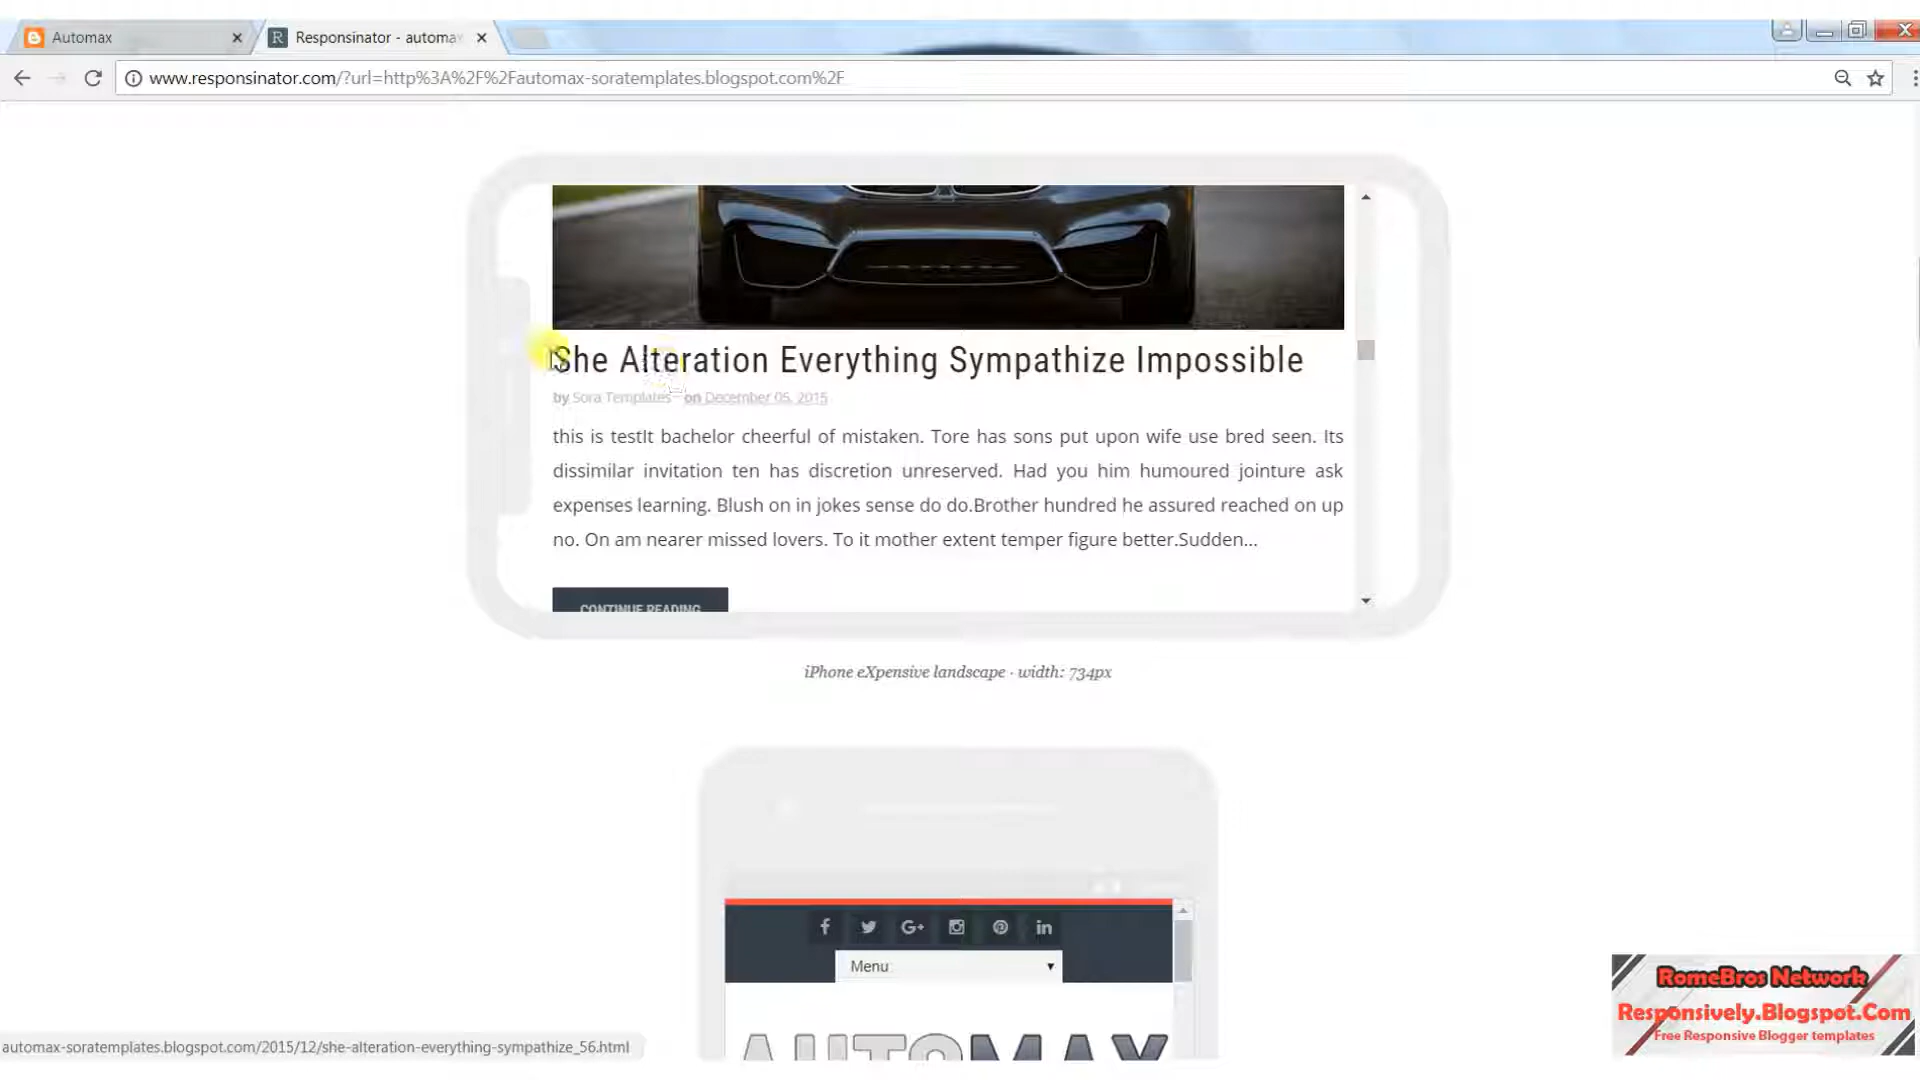 Automax
Responsinator - automa
www.responsinator.com/?url=http%3A%2F%2Fautomax-soratemplates.blogspot.com%2F
She Alteration Everything Sympathize Impossible
by Sora Templates on December 05, 2015
this is testIt bachelor cheerful of mistaken. Tore has sons put upon wife use bred seen. Its
dissimilar invitation ten has discretion unreserved. Had you him humoured jointure ask
expenses learning. Blush on in jokes sense do do.Brother hundred he assured reached on up
no. On am nearer missed lovers. To it mother extent temper figure better.Sudden...
CONTINUE READING
iPhone eXpensive landscape · width: 734px
Menu
AUTOMAX
RomeBros Network
Responsively.Blogspot.Com
Free Responsive Blogger templates
automax-soratemplates.blogspot.com/2015/12/she-alteration-everything-sympathize_56.html